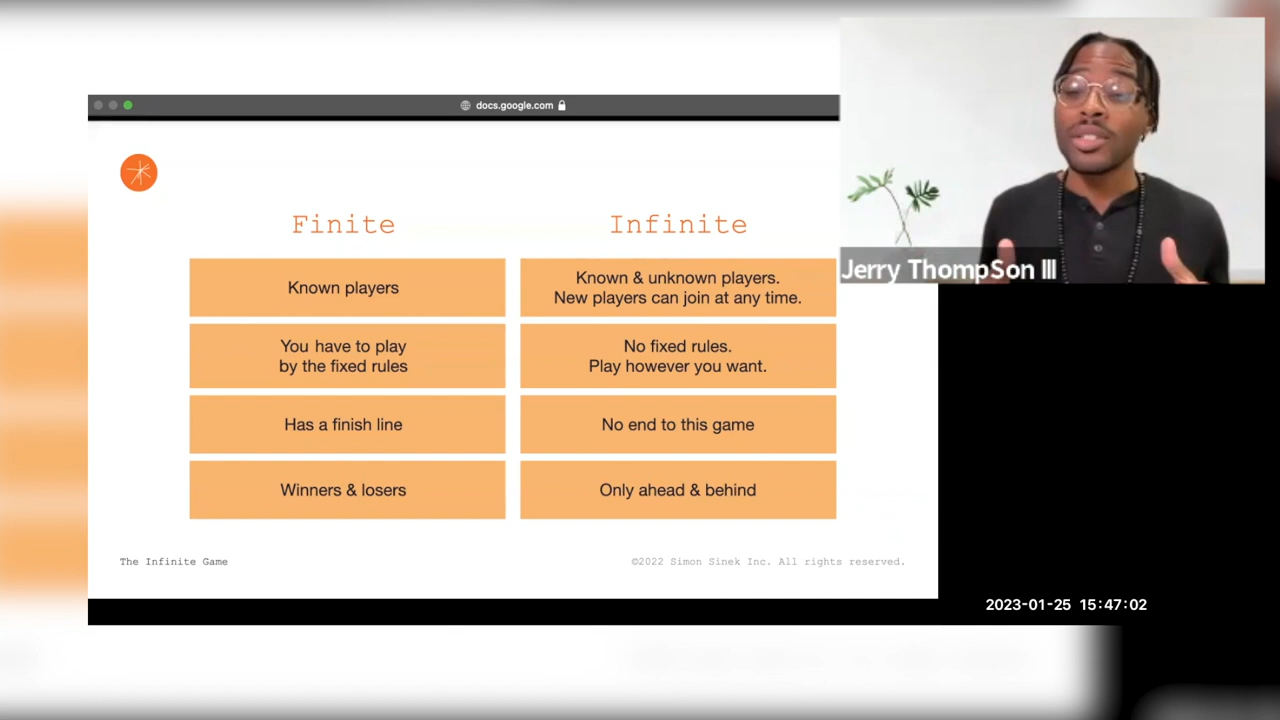 docs.google.com
Finite
Infinite
Known players
Known & unknown players.
New players can join at any time.
You have to play
by the fixed rules
No fixed rules.
Play however you want.
Has a finish line
No end to this game
Winners & losers
Only ahead & behind
The Infinite Game
©2022 Simon Sinek Inc. All rights reserved.
Jerry ThompSon III
2023-01-25 15:47:02